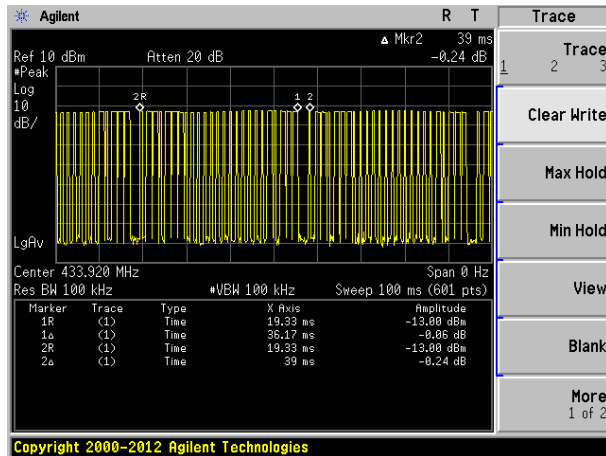 Agilent R T Trace
Δ Mkr2 39 ms
Ref 10 dBm Atten 20 dB -0.24 dB
#Peak
Log
10
dB/
2R 1 2
LgAv
Center 433.920 MHz Span 0 Hz
Res BW 100 kHz #VBW 100 kHz Sweep 100 ms (601 pts)
Marker Trace Type X Axis Amplitude
1R (1) Time 19.33 ms -13.00 dBm
1Δ (1) Time 36.17 ms -0.06 dB
2R (1) Time 19.33 ms -13.00 dBm
2Δ (1) Time 39 ms -0.24 dB
Trace
1 2 3
Clear Write
Max Hold
Min Hold
View
Blank
More
1 of 2
Copyright 2000-2012 Agilent Technologies